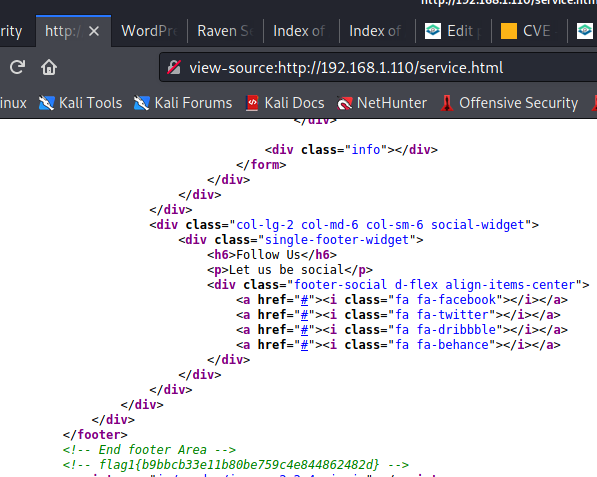 http://192.168.1.110/service.htm
rity http:/ × WordPr Raven S Index of Index of Edit CVE -
view-source:http://192.168.1.110/service.html
inux Kali Tools Kali Forums Kali Docs NetHunter Offensive Security
</div>
<div class="info"></div>
</form>
</div>
</div>
</div>
<div class="col-lg-2 col-md-6 col-sm-6 social-widget">
<div class="single-footer-widget">
<h6>Follow Us</h6>
<p>Let us be social</p>
<div class="footer-social d-flex align-items-center">
<a href="#"><i class="fa fa-facebook"></i></a>
<a href="#"><i class="fa fa-twitter"></i></a>
<a href="#"><i class="fa fa-dribbble"></i></a>
<a href="#"><i class="fa fa-behance"></i></a>
</div>
</div>
</div>
</div>
</div>
</footer>
<!-- End footer Area -->
<!-- flag1{b9bbcb33e11b80be759c4e844862482d} -->